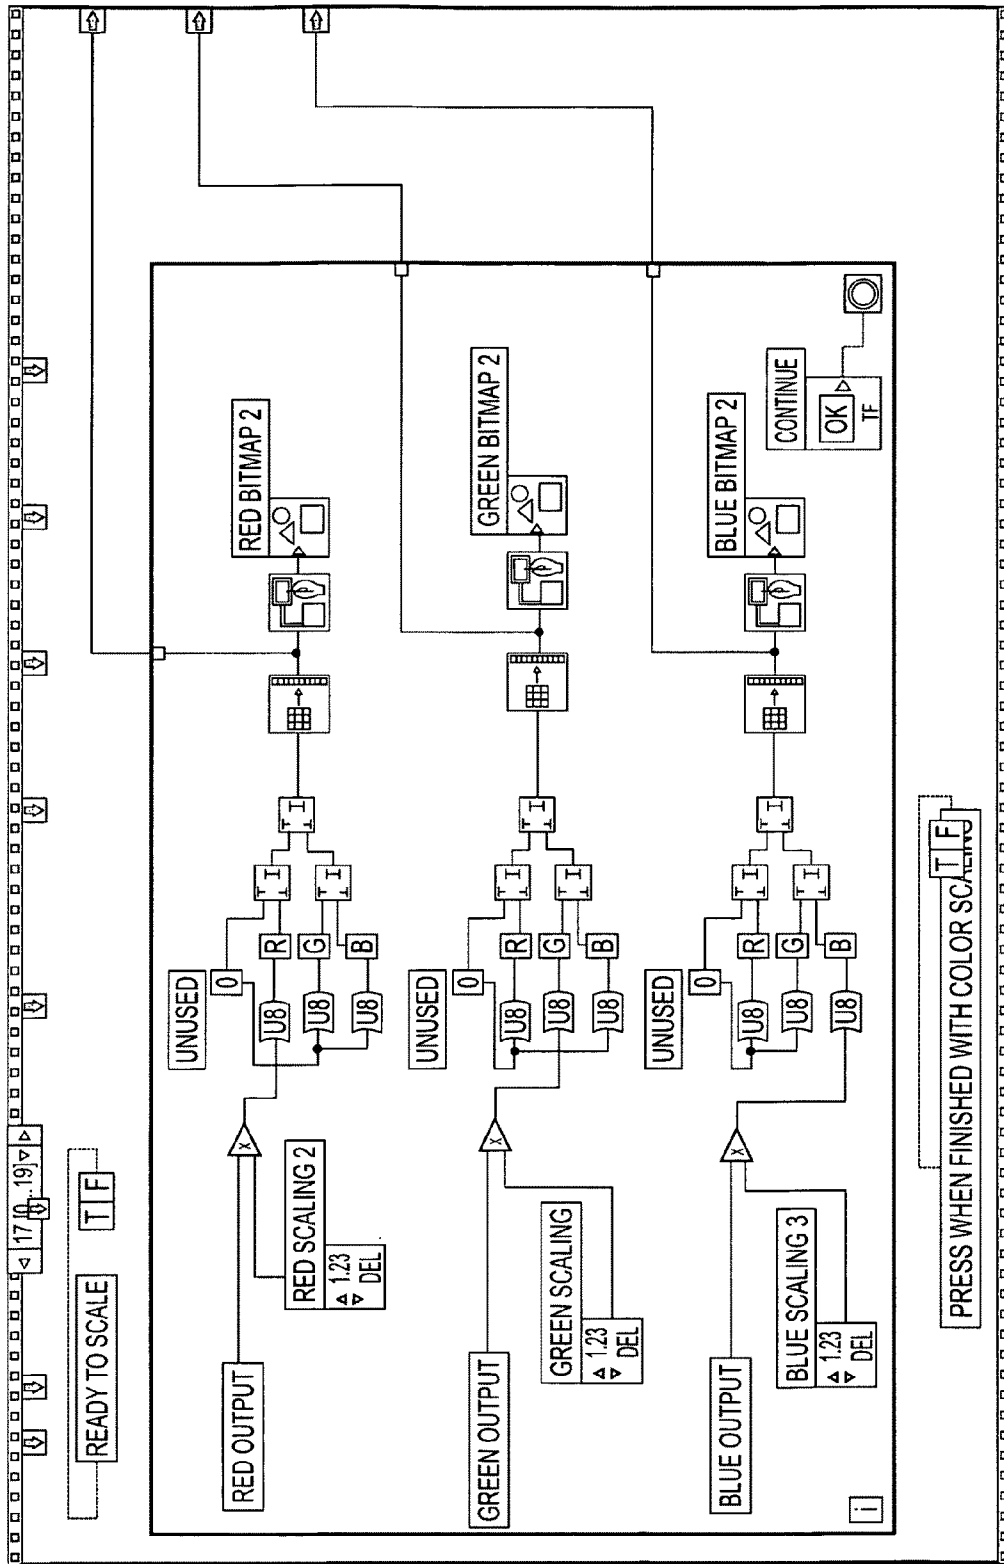 17 [0..19]
READY TO SCALE
T F
RED OUTPUT
RED SCALING 2
1.23
DEL
X
UNUSED
0
U8
U8
U8
R
G
B
RED BITMAP 2
GREEN OUTPUT
GREEN SCALING
1.23
DEL
X
UNUSED
0
U8
U8
U8
R
G
B
GREEN BITMAP 2
BLUE OUTPUT
BLUE SCALING 3
1.23
DEL
X
UNUSED
0
U8
U8
U8
R
G
B
BLUE BITMAP 2
CONTINUE
OK
TF
i
PRESS WHEN FINISHED WITH COLOR SCALING
T F